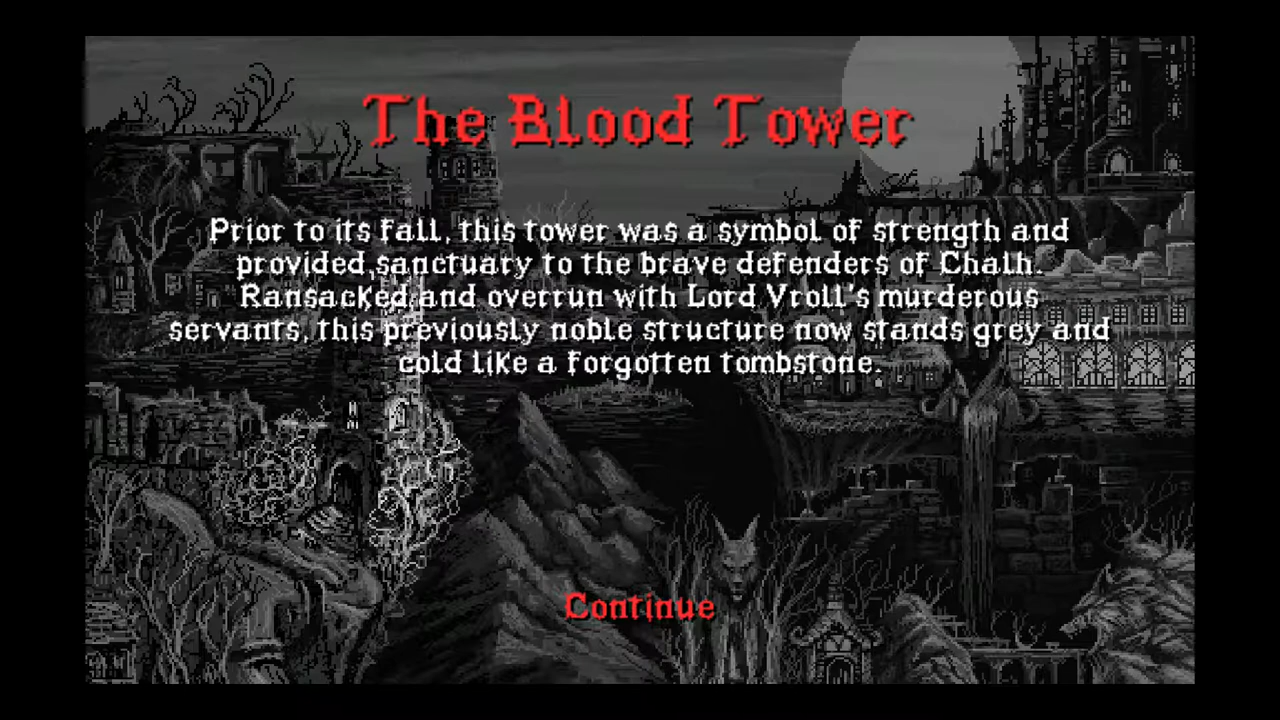 The Blood Tower
Prior to its fall, this tower was a symbol of strength and
provided sanctuary to the brave defenders of Chalh.
Ransacked and overrun with Lord Vroll's murderous
servants, this previously noble structure now stands grey and
cold like a forgotten tombstone.
Continue